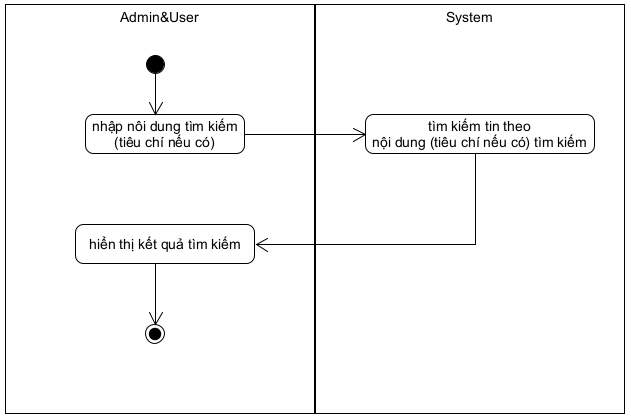 Admin&User
System
nhập nôi dung tìm kiếm
(tiêu chí nếu có)
tìm kiếm tin theo
nội dung (tiêu chí nếu có) tìm kiếm
hiển thị kết quả tìm kiếm